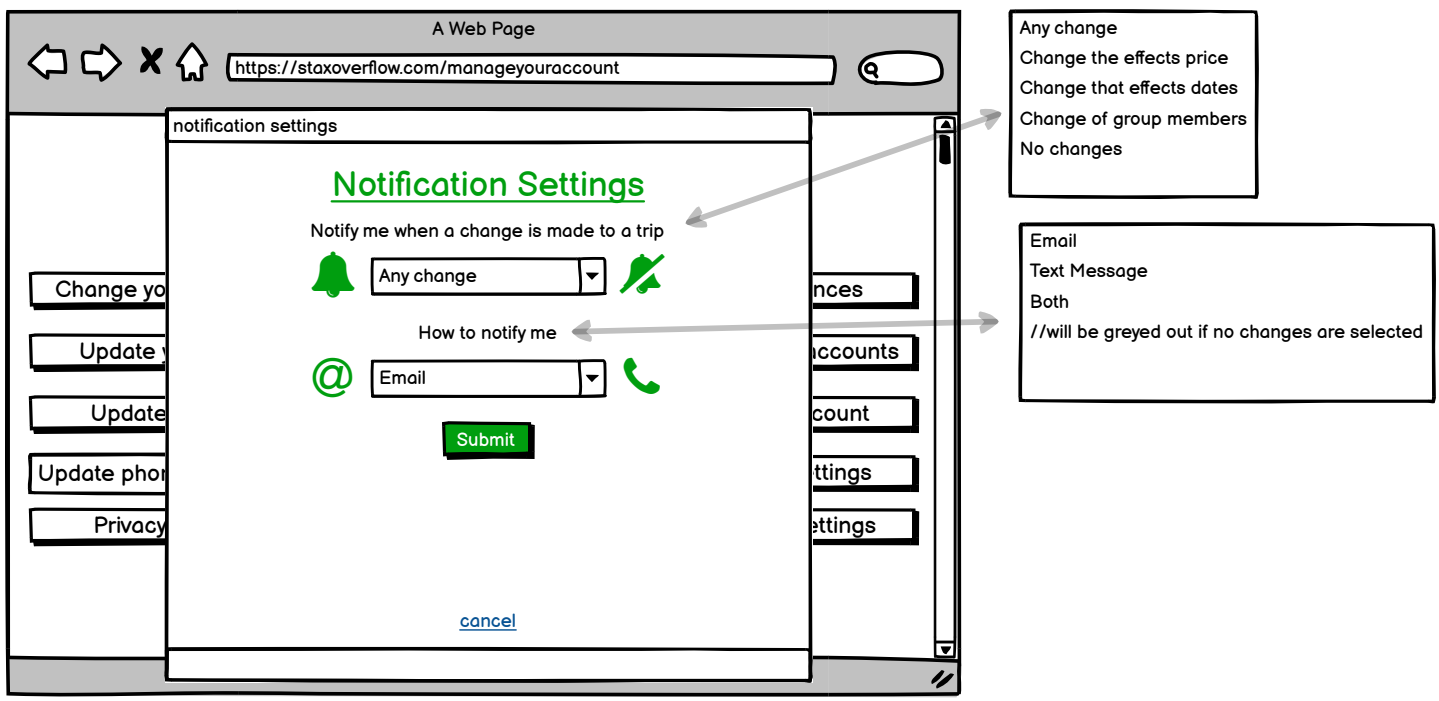 A Web Page
https://staxoverflow.com/manageyouraccount
notification settings
Notification Settings
Notify me when a change is made to a trip
Any change
How to notify me
@
Email
Submit
cancel
Change yo
Update
Update
Update phon
Privacy
nces
accounts
count
ttings
ettings
Any change
Change the effects price
Change that effects dates
Change of group members
No changes
Email
Text Message
Both
//will be greyed out if no changes are selected